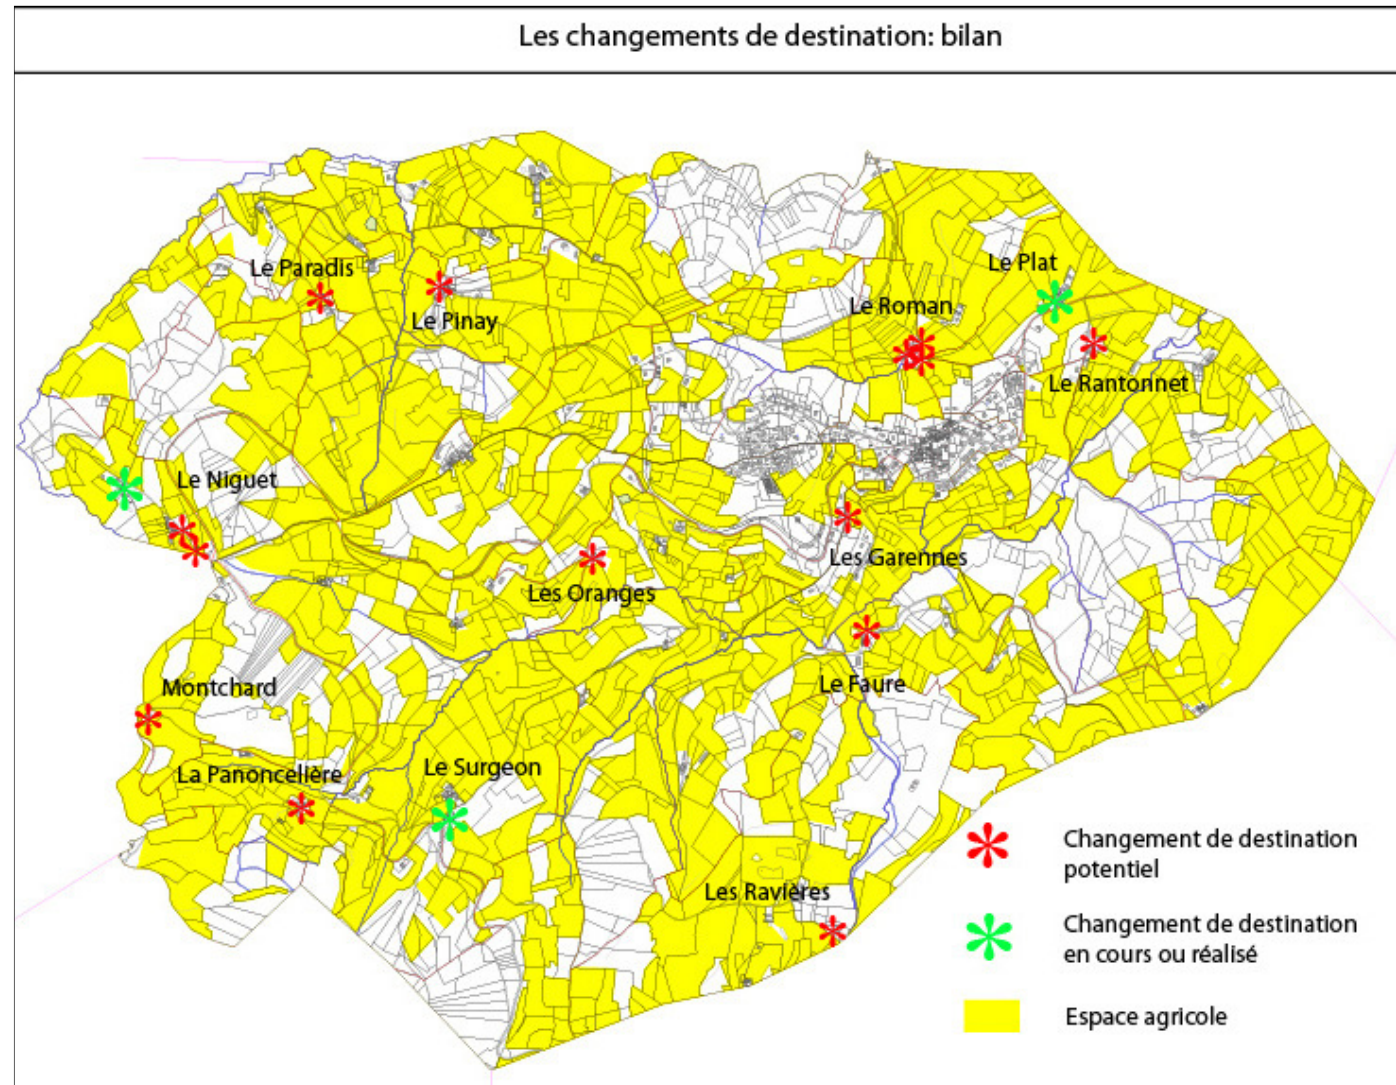 Les changements de destination: bilan
Le Plat
Le Paradis
Le Roman
Le Pinay
Le Rantonnet
Le Niguet
Les Garennes
Les Oranges
Montchard
Le Faure
Le Surgeon
La Panoncelière
Changement de destination
potentiel
Les Ravières
Changement de destination
en cours ou réalisé
Espace agricole